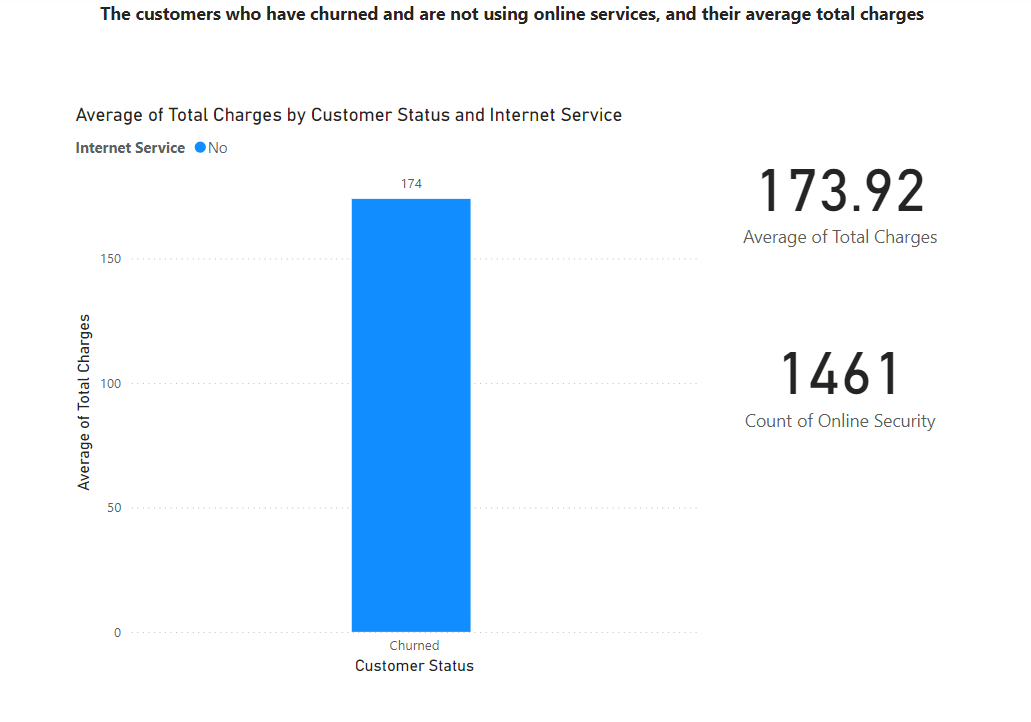 The customers who have churned and are not using online services, and their average total charges
Average of Total Charges by Customer Status and Internet Service
Internet Service No
174
150
100
50
0
Average of Total Charges
Churned
Customer Status
173.92
Average of Total Charges
1461
Count of Online Security